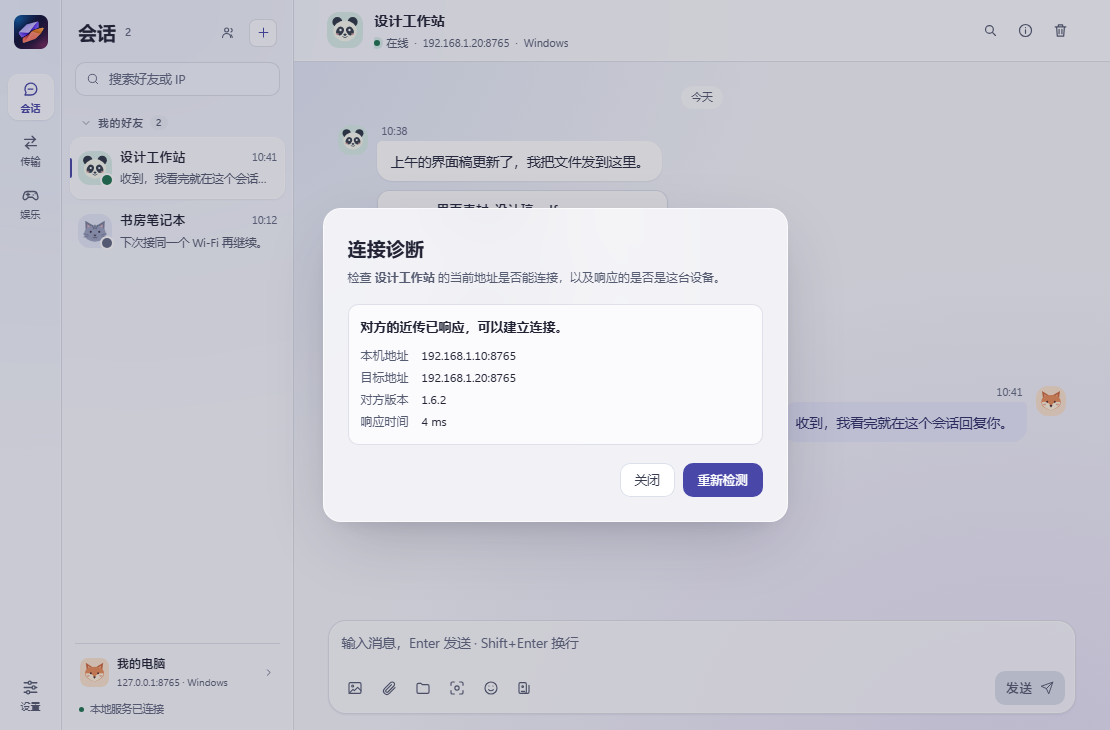 会话
传输
娱乐
设置
会话 2
搜索好友或 IP
我的好友 2
设计工作站 10:41
收到，我看完就在这个会话...
书房笔记本 10:12
下次接同一个 Wi-Fi 再继续。
我的电脑
127.0.0.1:8765 · Windows
本地服务已连接
设计工作站
在线 · 192.168.1.20:8765 · Windows
今天
10:38
上午的界面稿更新了，我把文件发到这里。
连接诊断
检查 设计工作站 的当前地址是否能连接，以及响应的是否是这台设备。
对方的近传已响应，可以建立连接。
本机地址 192.168.1.10:8765
目标地址 192.168.1.20:8765
对方版本 1.6.2
响应时间 4 ms
关闭 重新检测
10:41
收到，我看完就在这个会话回复你。
输入消息，Enter 发送 · Shift+Enter 换行
发送